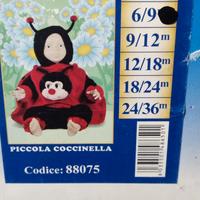 6/9
9/12m
12/18m
18/24m
24/36m
PICCOLA COCCINELLA
Codice: 88075